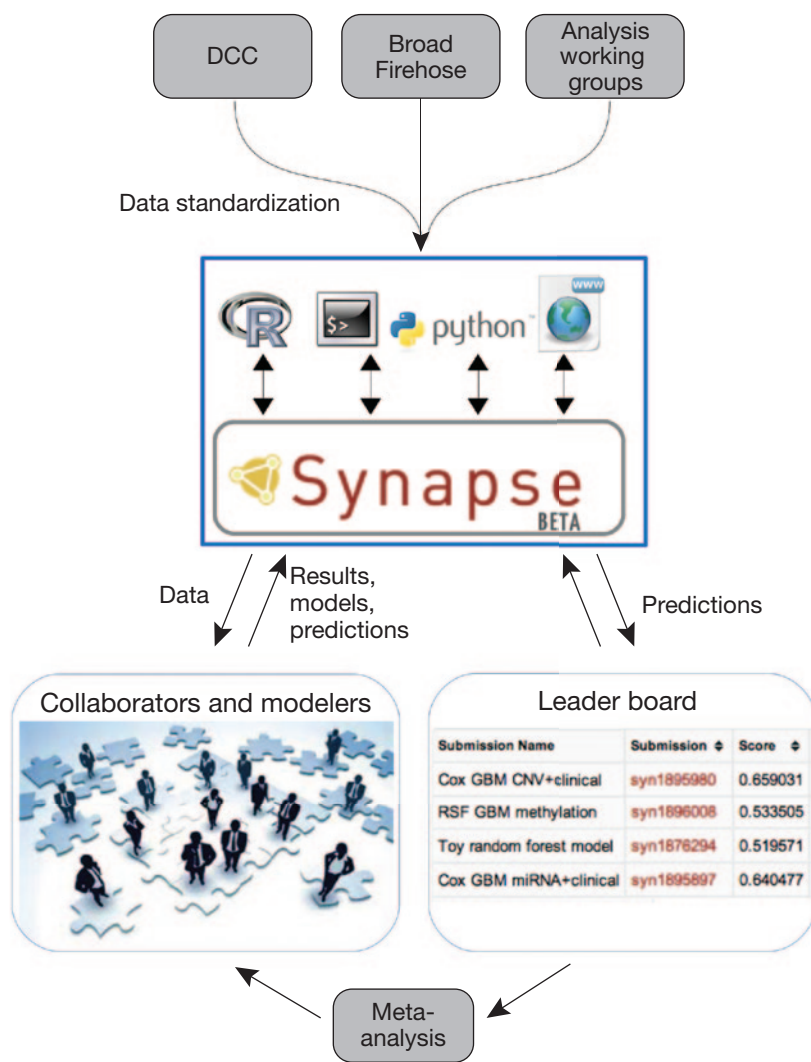 DCC
Broad
Firehose
Analysis
working
groups
Data standardization
R
$>
python™
WWW
Synapse
BETA
Data
Results,
models,
predictions
Predictions
Collaborators and modelers
Leader board
Submission Name Submission Score
Cox GBM CNV+clinical syn1895980 0.659031
RSF GBM methylation syn1896008 0.533505
Toy random forest model syn1876294 0.519571
Cox GBM miRNA+clinical syn1895897 0.640477
Meta-
analysis